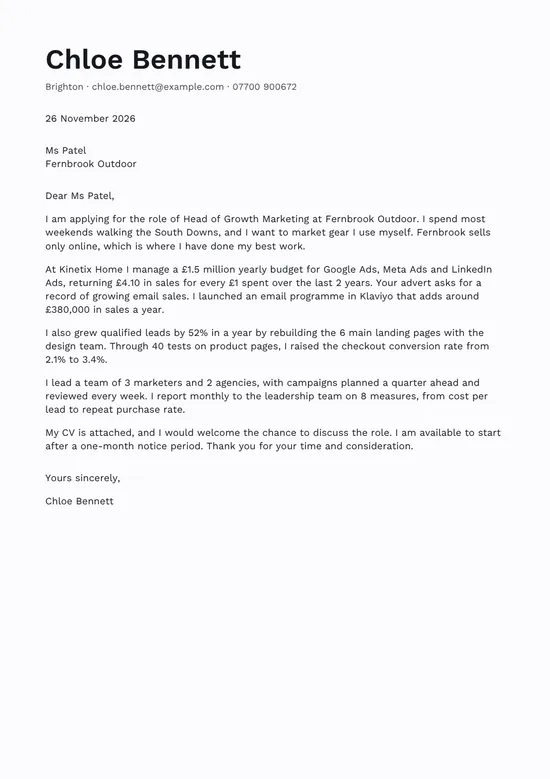 Chloe Bennett
Brighton · chloe.bennett@example.com · 07700 900672
26 November 2026
Ms Patel
Fernbrook Outdoor
Dear Ms Patel,
I am applying for the role of Head of Growth Marketing at Fernbrook Outdoor. I spend most
weekends walking the South Downs, and I want to market gear I use myself. Fernbrook sells
only online, which is where I have done my best work.
At Kinetix Home I manage a £1.5 million yearly budget for Google Ads, Meta Ads and LinkedIn
Ads, returning £4.10 in sales for every £1 spent over the last 2 years. Your advert asks for a
record of growing email sales. I launched an email programme in Klaviyo that adds around
£380,000 in sales a year.
I also grew qualified leads by 52% in a year by rebuilding the 6 main landing pages with the
design team. Through 40 tests on product pages, I raised the checkout conversion rate from
2.1% to 3.4%.
I lead a team of 3 marketers and 2 agencies, with campaigns planned a quarter ahead and
reviewed every week. I report monthly to the leadership team on 8 measures, from cost per
lead to repeat purchase rate.
My CV is attached, and I would welcome the chance to discuss the role. I am available to start
after a one-month notice period. Thank you for your time and consideration.
Yours sincerely,
Chloe Bennett